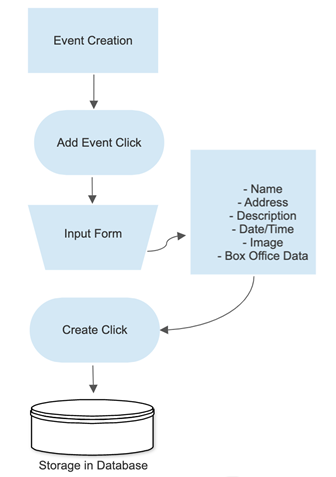 Event Creation
Add Event Click
Input Form
- Name
- Address
- Description
- Date/Time
- Image
- Box Office Data
Create Click
Storage in Database